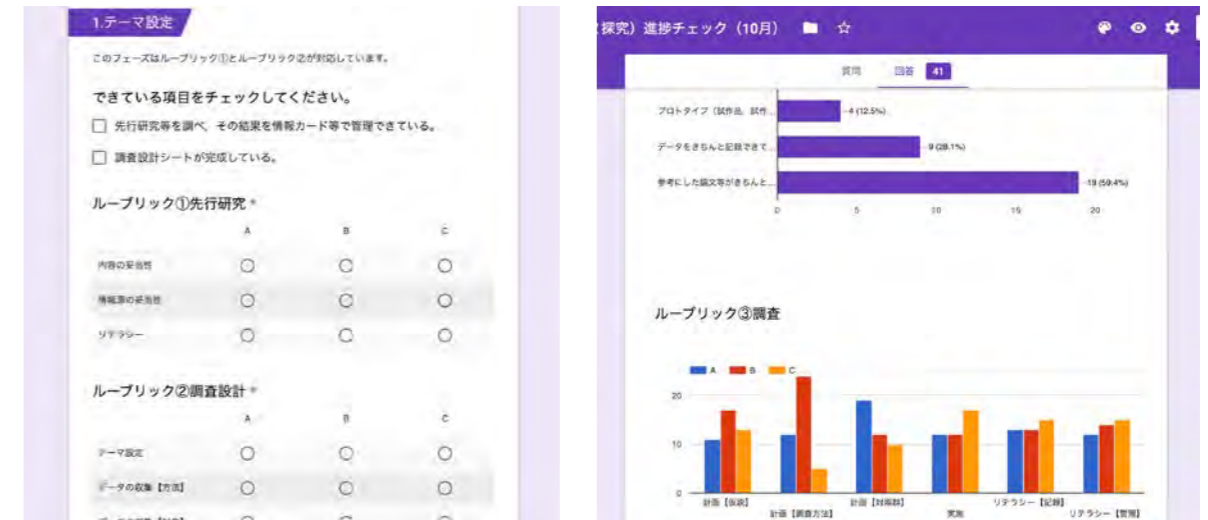 1.テーマ設定
このフェーズはルーブリック①とルーブリック②が対応しています。
できている項目をチェックしてください。
先行研究等を調べ、その結果を情報カード等で管理できている。
調査設計シートが完成している。
ルーブリック①先行研究 *
A B C
内容の妥当性
情報源の妥当性
リテラシー
ルーブリック②調査設計 *
A B C
テーマ設定
データの収集【方法】
探究）進捗チェック（10月）
質問 回答 41
プロトタイプ（試作品、試作...
4 (12.5%)
データをきちんと記録できて...
9 (28.1%)
参考にした論文等がきちんと...
19 (59.4%)
0 5 10 15 20
ルーブリック③調査
A B C
20
10
0
計画【仮説】
計画【調査方法】
計画【対照群】
実施
リテラシー【記録】
リテラシー【管理】